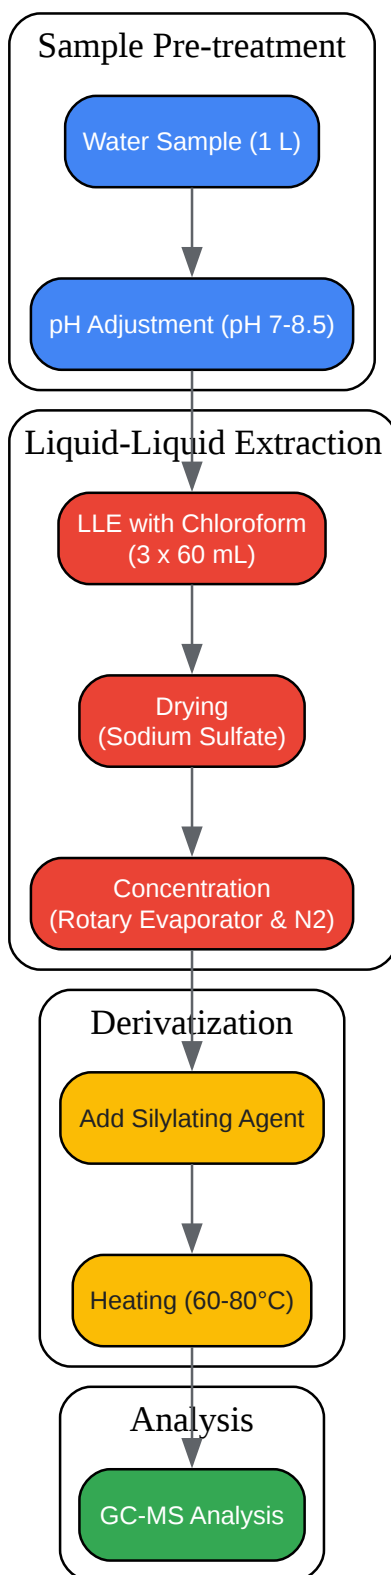 Sample Pre-treatment
Water Sample (1 L)
pH Adjustment (pH 7-8.5)
Liquid-Liquid Extraction
LLE with Chloroform
(3 x 60 mL)
Drying
(Sodium Sulfate)
Concentration
(Rotary Evaporator & N2)
Derivatization
Add Silylating Agent
Heating (60-80°C)
Analysis
GC-MS Analysis